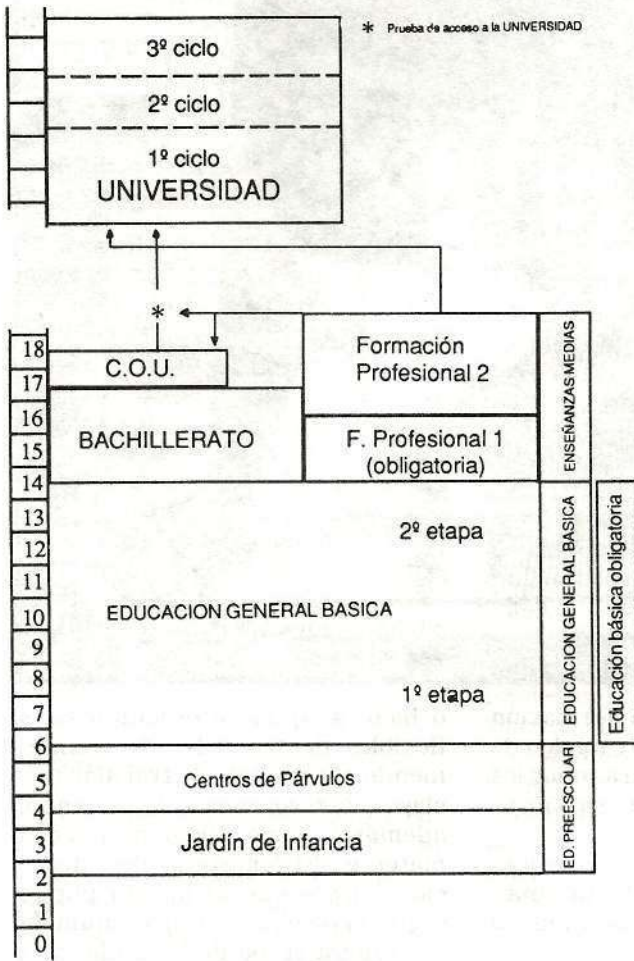 * Prueba de acceso a la UNIVERSIDAD
3º ciclo
2º ciclo
1º ciclo
UNIVERSIDAD
*
18
17
16
15
14
13
12
11
10
9
8
7
6
5
4
3
2
1
0
C.O.U.
BACHILLERATO
Formación
Profesional 2
F. Profesional 1
(obligatoria)
2º etapa
EDUCACION GENERAL BASICA
1º etapa
Centros de Párvulos
Jardín de Infancia
ENSEÑANZAS MEDIAS
EDUCACION GENERAL BASICA
ED. PREESCOLAR
Educación básica obligatoria